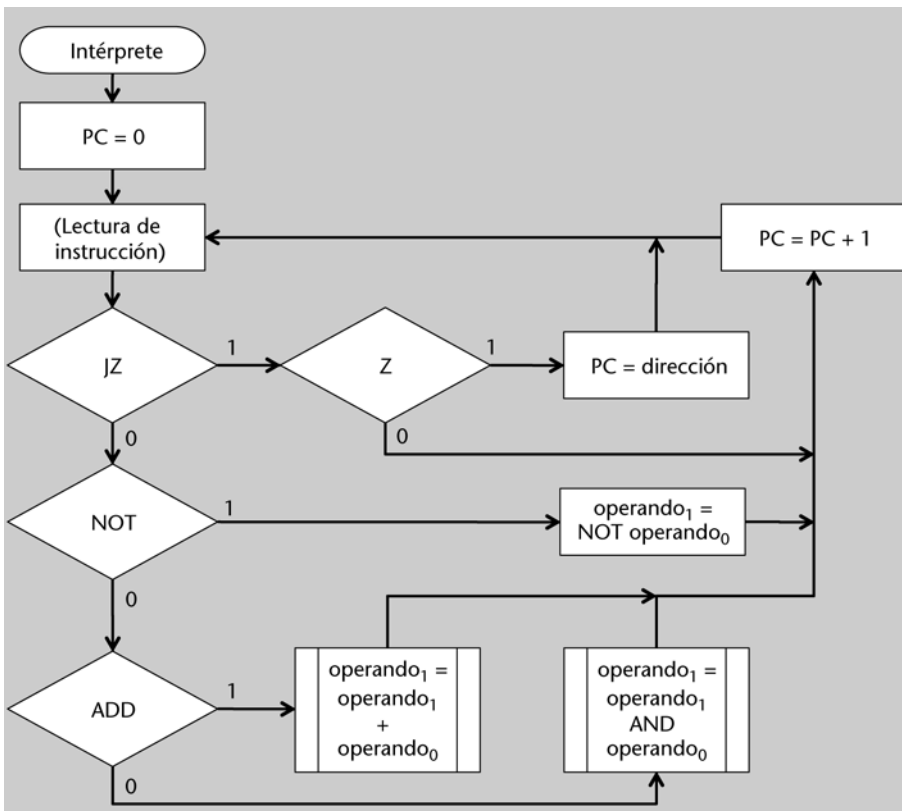 Intérprete
PC = 0
(Lectura de
instrucción)
PC = PC + 1
JZ
1
Z
1
PC = dirección
0
0
NOT
1
operando₁ =
NOT operando₀
0
ADD
1
operando₁ =
operando₁
+
operando₀
operando₁ =
operando₁
AND
operando₀
0